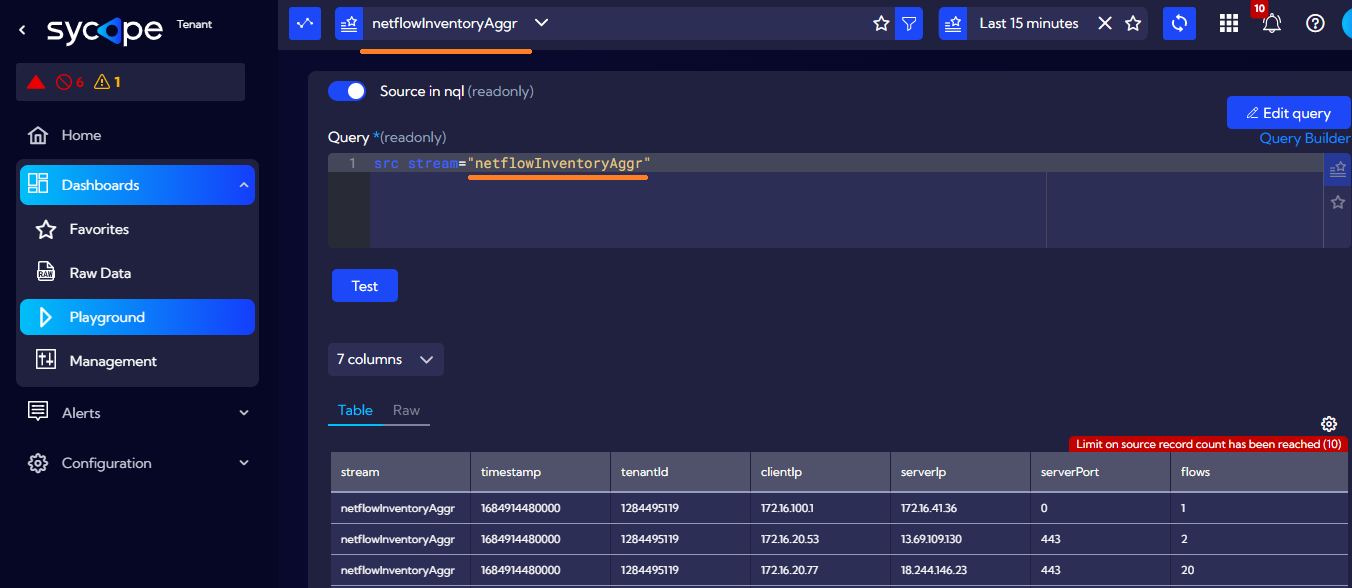 sycope Tenant
netflowInventoryAggr
Last 15 minutes
10
6 1
Home
Dashboards
Favorites
Raw Data
Playground
Management
Alerts
Configuration
Source in nql (readonly)
Edit query
Query *(readonly)
Query Builder
1 src stream="netflowInventoryAggr"
Test
7 columns
Table Raw
Limit on source record count has been reached (10)
stream timestamp tenantId clientIp serverIp serverPort flows
netflowInventoryAggr 1684914480000 1284495119 172.16.100.1 172.16.41.36 0 1
netflowInventoryAggr 1684914480000 1284495119 172.16.20.53 13.69.109.130 443 2
netflowInventoryAggr 1684914480000 1284495119 172.16.20.77 18.244.146.23 443 20